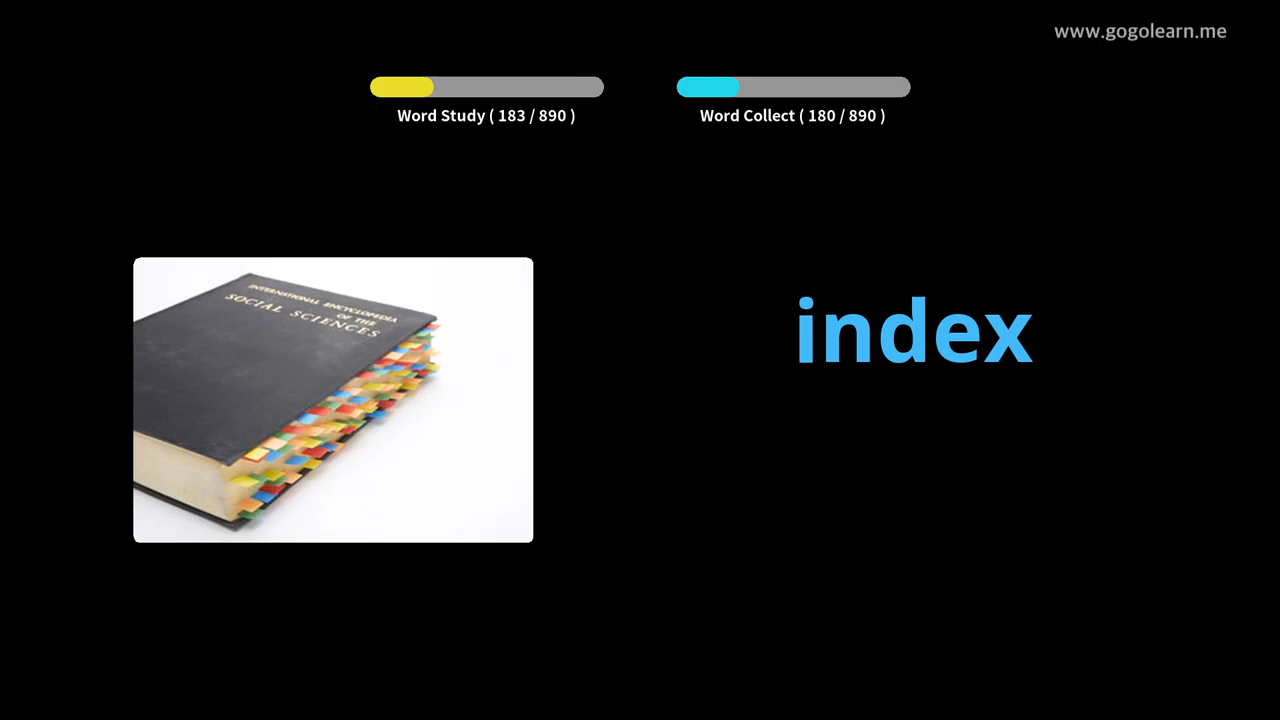 www.gogolearn.me
Word Study ( 183 / 890 )
Word Collect ( 180 / 890 )
INTERNATIONAL ENCYCLOPEDIA
OF THE
SOCIAL SCIENCES
index